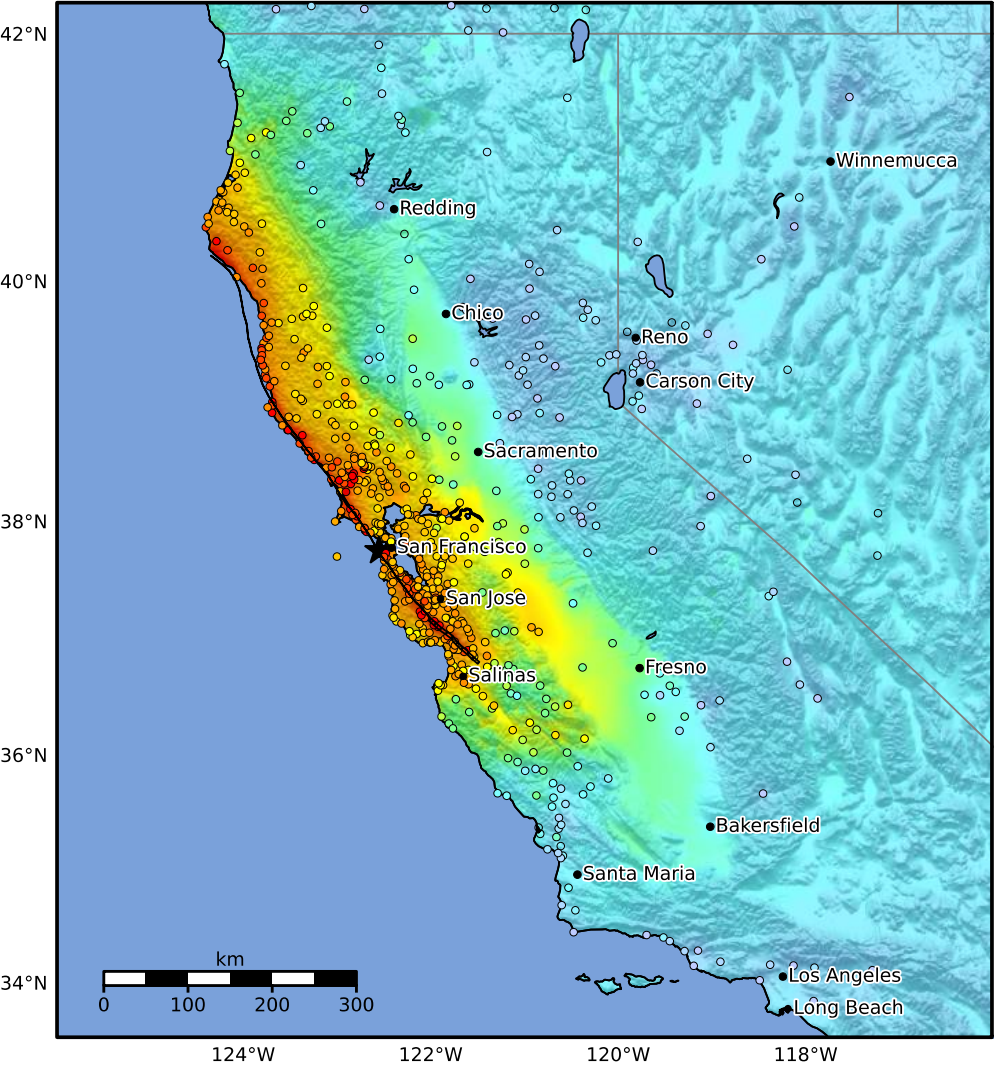 42°N
Winnemucca
Redding
40°N
Chico
Reno
Carson City
Sacramento
38°N
San Francisco
San Jose
Fresno
Salinas
36°N
Bakersfield
Santa Maria
km
34°N
Los Angeles
0 100 200 300
Long Beach
124°W 122°W 120°W 118°W